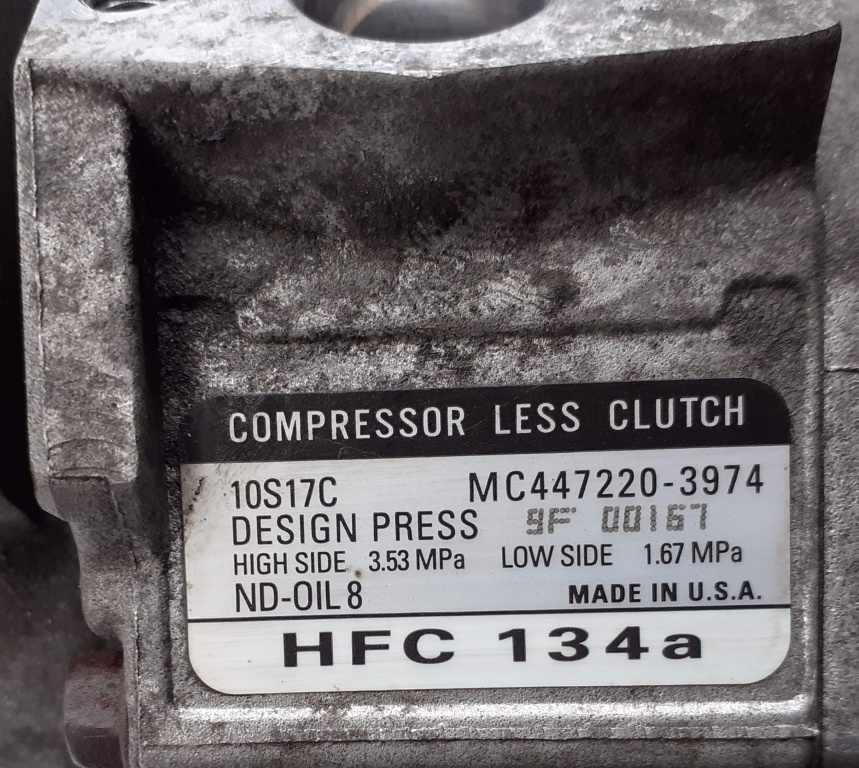 COMPRESSOR LESS CLUTCH
10S17C MC447220-3974
DESIGN PRESS 9F 00167
HIGH SIDE 3.53 MPa LOW SIDE 1.67 MPa
ND-OIL 8 MADE IN U.S.A.
HFC 134a